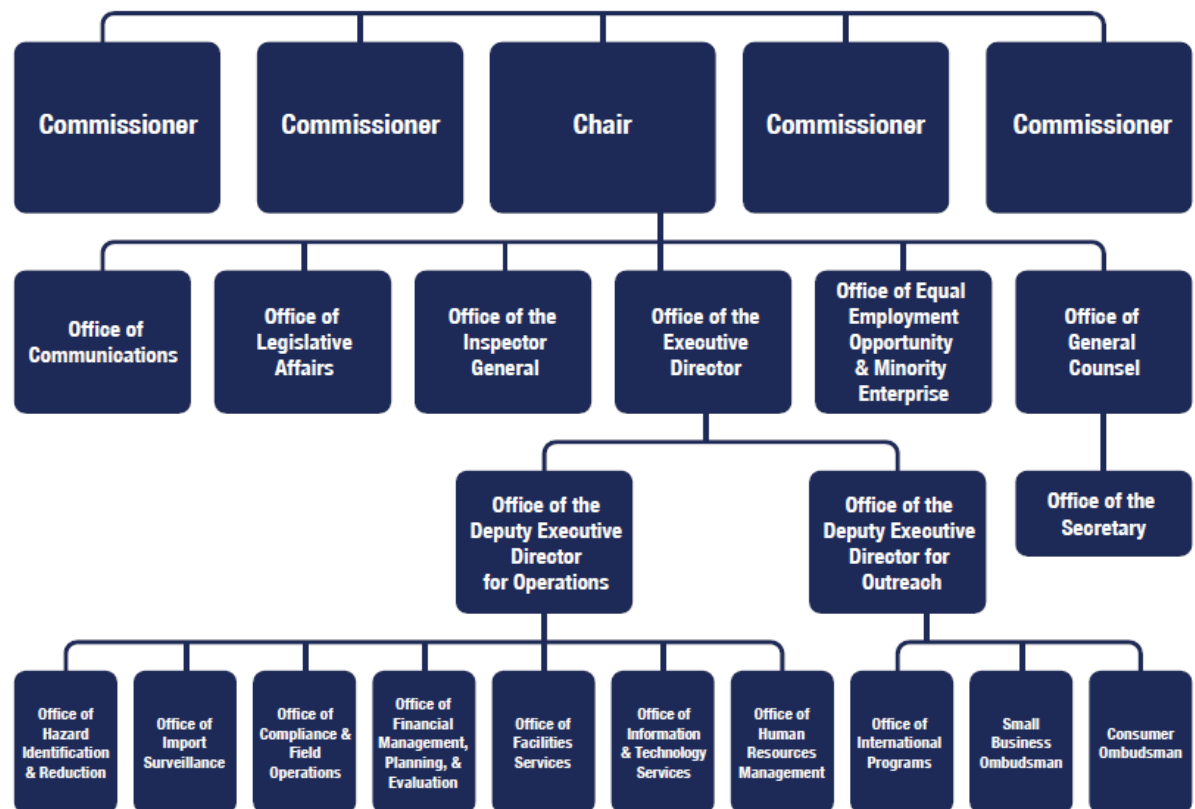 Commissioner
Commissioner
Chair
Commissioner
Commissioner
Office of
Communications
Office of
Legislative
Affairs
Office of the
Inspector
General
Office of the
Executive
Director
Office of Equal
Employment
Opportunity
& Minority
Enterprise
Office of
General
Counsel
Office of the
Deputy Executive
Director
for Operations
Office of the
Deputy Executive
Director for
Outreach
Office of the
Secretary
Office of
Hazard
Identification
& Reduction
Office of
Import
Surveillance
Office of
Compliance &
Field
Operations
Office of
Financial
Management,
Planning, &
Evaluation
Office of
Facilities
Services
Office of
Information
& Technology
Services
Office of
Human
Resources
Management
Office of
International
Programs
Small
Business
Ombudsman
Consumer
Ombudsman